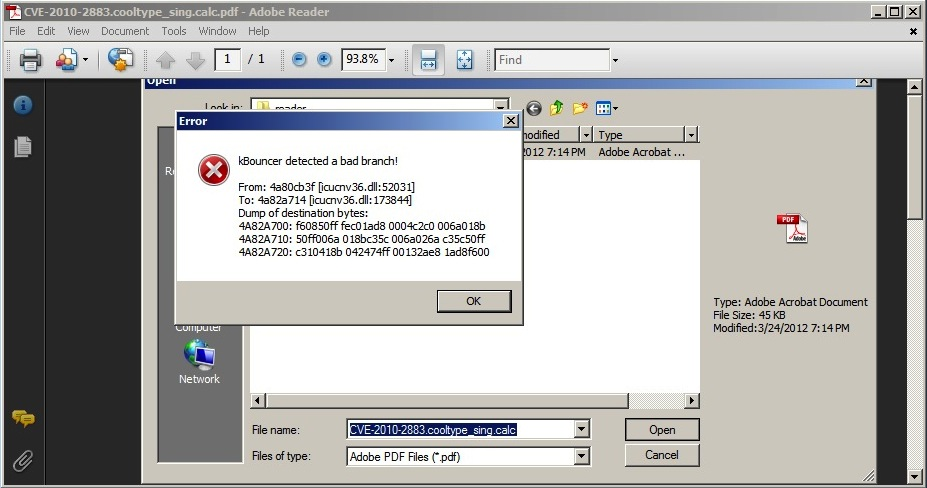 CVE-2010-2883.cooltype_sing.calc.pdf - Adobe Reader
File Edit View Document Tools Window Help
1 / 1 93.8% Find
Open
Look in: reader
Error
modified Type
kBouncer detected a bad branch!
2012 7:14 PM Adobe Acrobat ...
From: 4a80cb3f [icucnv36.dll:52031]
To: 4a82a714 [icucnv36.dll:173844]
Dump of destination bytes:
4A82A700: f60850ff fec01ad8 0004c2c0 006a018b
4A82A710: 50ff006a 018bc35c 006a026a c35c50ff
4A82A720: c310418b 042474ff 00132ae8 1ad8f600
OK
PDF
Adobe
Type: Adobe Acrobat Document
File Size: 45 KB
Modified:3/24/2012 7:14 PM
Computer
Network
File name: CVE-2010-2883.cooltype_sing.calc Open
Files of type: Adobe PDF Files (*.pdf) Cancel